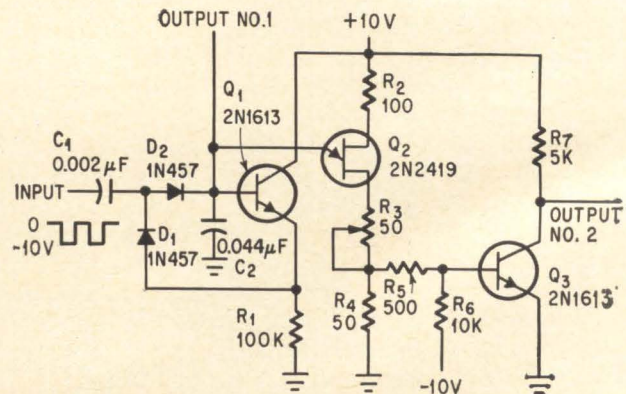 OUTPUT NO.1
+10V
Q1
2N1613
R2
100
C1
0.002 μF
D2
1N457
Q2
2N2419
R7
5K
INPUT
0
-10V
D1
1N457
0.044μF
C2
R3
50
OUTPUT
NO. 2
R1
100K
R4
50
R5
500
R6
10K
Q3
2N1613
-10V